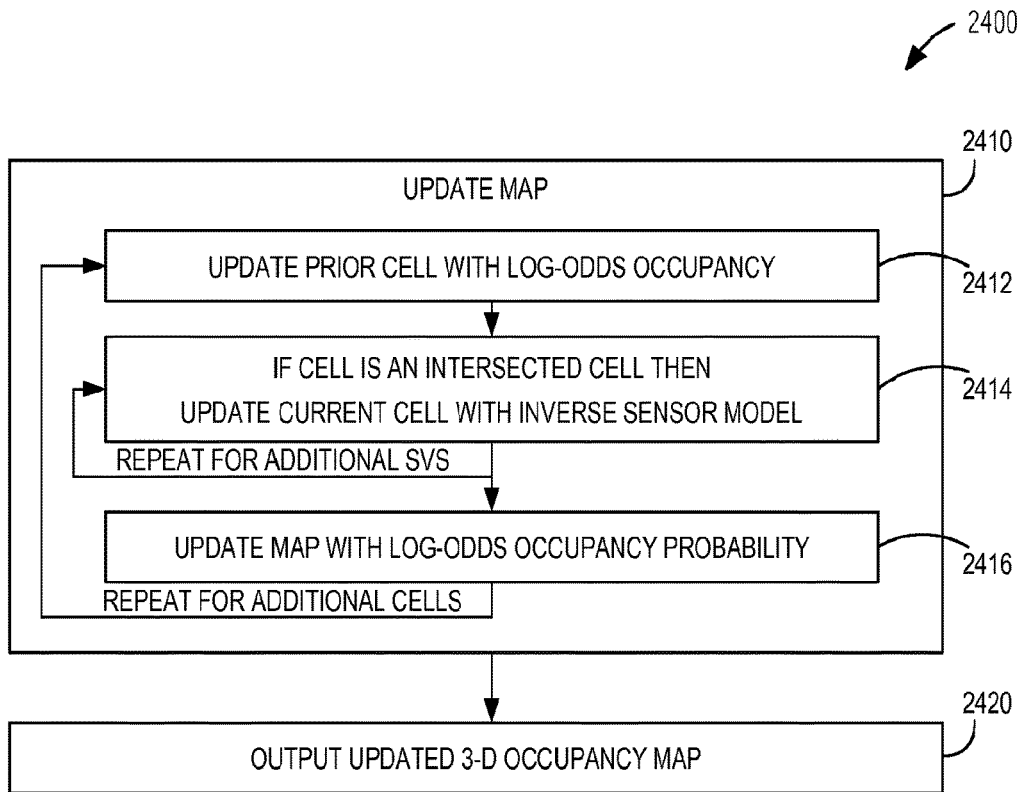 2400
2410
UPDATE MAP
UPDATE PRIOR CELL WITH LOG-ODDS OCCUPANCY
2412
IF CELL IS AN INTERSECTED CELL THEN
UPDATE CURRENT CELL WITH INVERSE SENSOR MODEL
2414
REPEAT FOR ADDITIONAL SVS
UPDATE MAP WITH LOG-ODDS OCCUPANCY PROBABILITY
2416
REPEAT FOR ADDITIONAL CELLS
2420
OUTPUT UPDATED 3-D OCCUPANCY MAP